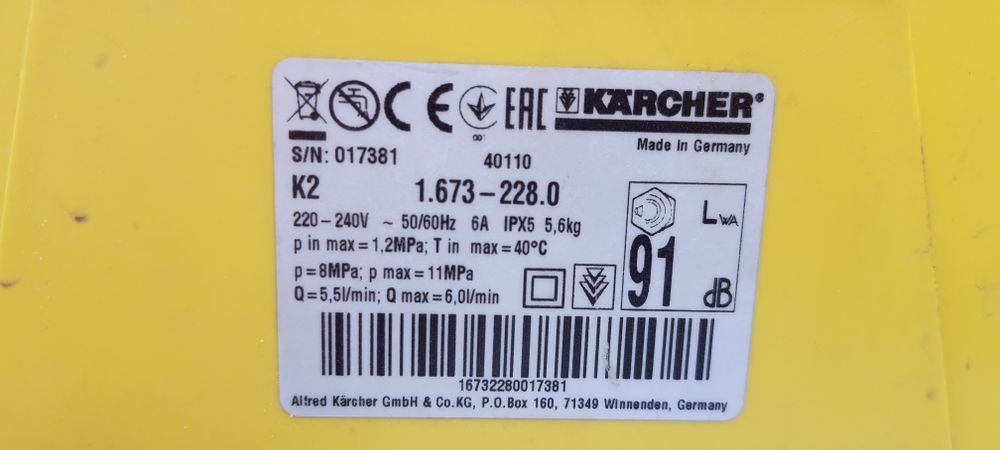 CE EAC KÄRCHER®
Made in Germany
S/N: 017381 40110
K2 1.673-228.0
220-240V ~ 50/60Hz 6A IPX5 5,6kg
p in max=1,2MPa; T in max=40°C
p=8MPa; p max=11MPa
Q=5,5l/min; Q max=6,0l/min
LWA
91 dB
16732280017381
Alfred Kärcher GmbH & Co.KG, P.O.Box 160, 71349 Winnenden, Germany